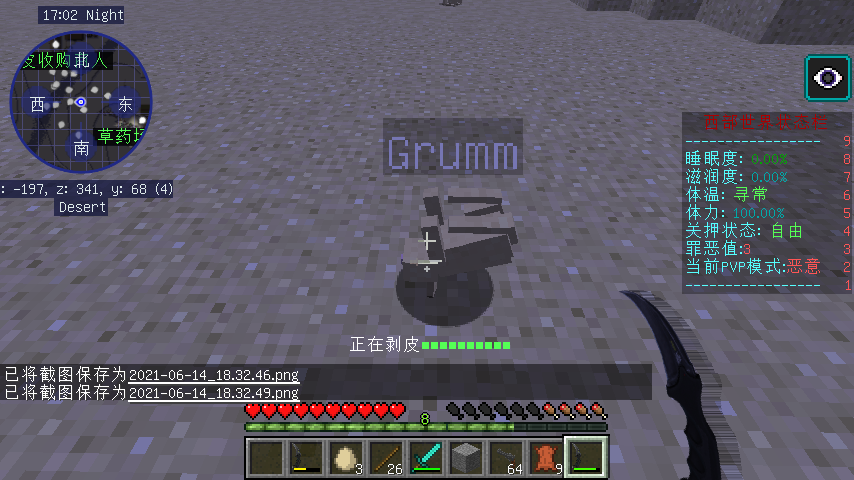 17:02 Night
皮收购北人
西
东
草药场
南
: -197, z: 341, y: 68 (4)
Desert
Grumm
------------------ 9
睡眠度: 0.00% 8
滋润度: 0.00% 7
体温: 寻常 6
体力: 100.00% 5
关押状态: 自由 4
罪恶值:3 3
当前PVP模式:恶意 2
------------------ 1
正在剥皮
已将截图保存为2021-06-14_18.32.46.png
已将截图保存为2021-06-14_18.32.49.png
8
3
26
64
9